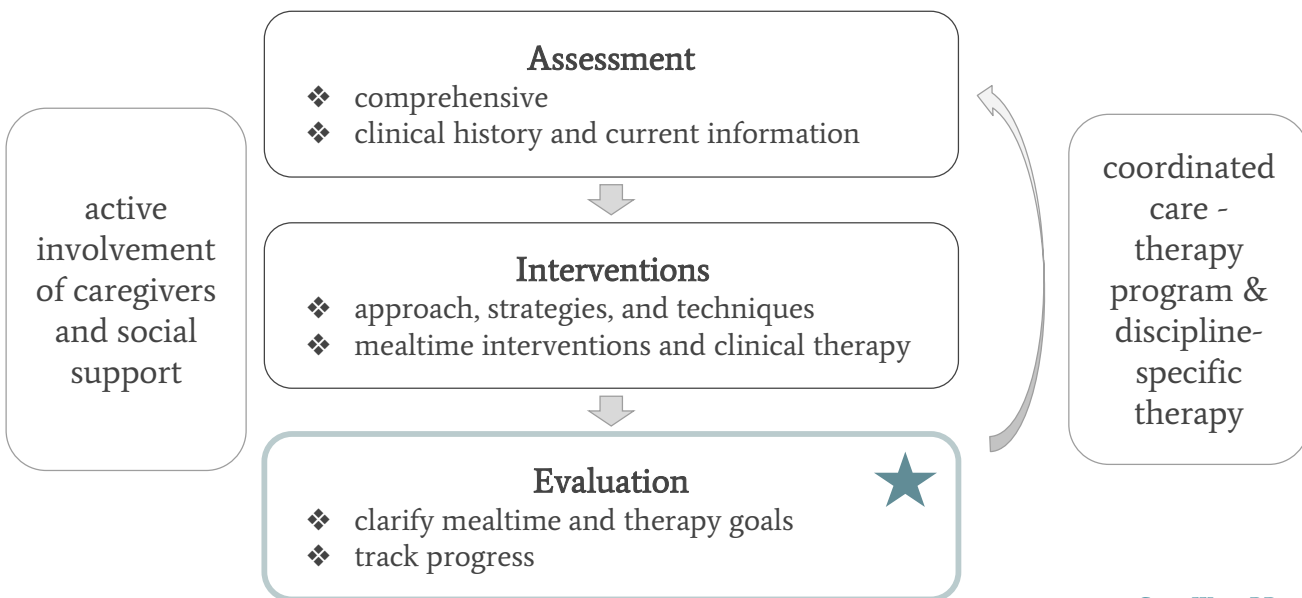 Assessment
❖ comprehensive
❖ clinical history and current information
active
involvement
of caregivers
and social
support
Interventions
❖ approach, strategies, and techniques
❖ mealtime interventions and clinical therapy
coordinated
care -
therapy
program &
discipline-
specific
therapy
Evaluation
❖ clarify mealtime and therapy goals
❖ track progress